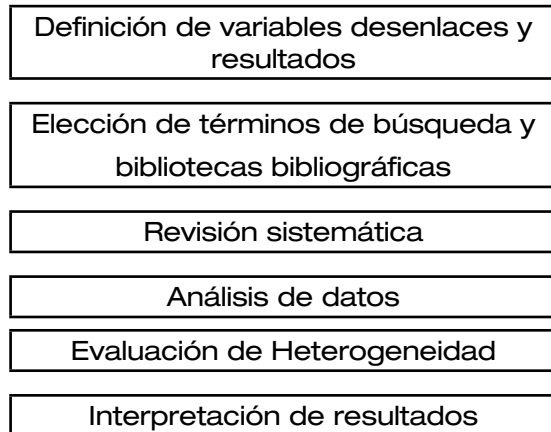 Definición de variables desenlaces y
resultados
Elección de términos de búsqueda y
bibliotecas bibliográficas
Revisión sistemática
Análisis de datos
Evaluación de Heterogeneidad
Interpretación de resultados